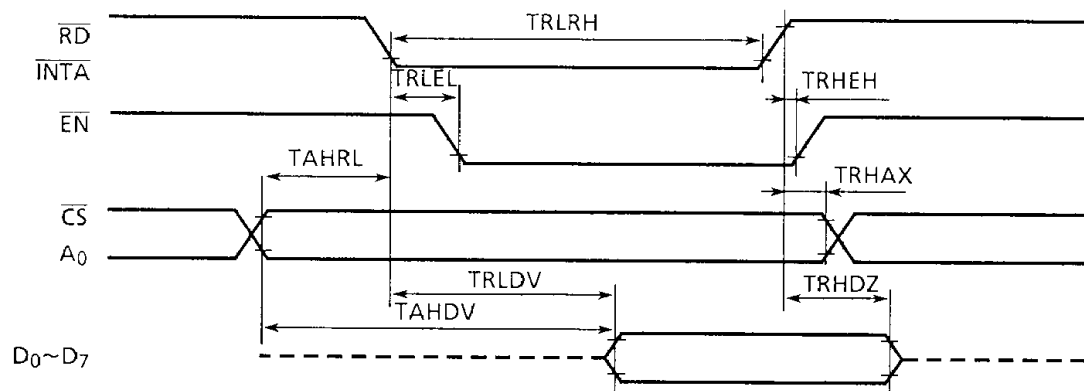 RD
TRLRH
INTA
TRLEL
TRHEH
EN
TAHRL
TRHAX
CS
A0
TRLDV
TRHDZ
TAHDV
D0~D7